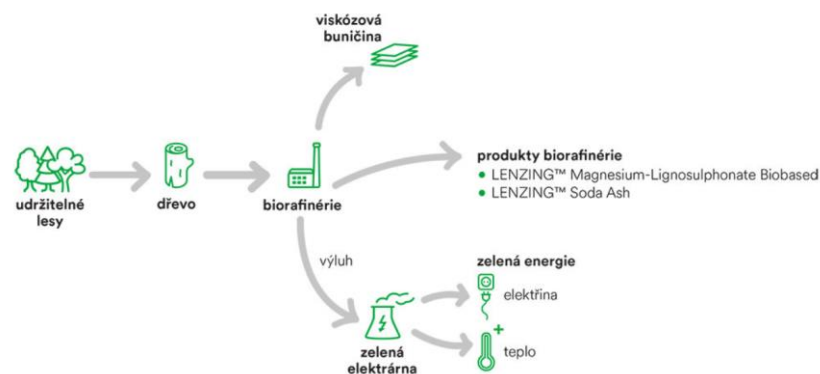 viskózová
buničina
udržitelné
lesy
dřevo
biorafinérie
produkty biorafinérie
• LENZING™ Magnesium-Lignosulphonate Biobased
• LENZING™ Soda Ash
výluh
zelená
elektrárna
zelená energie
elektřina
teplo